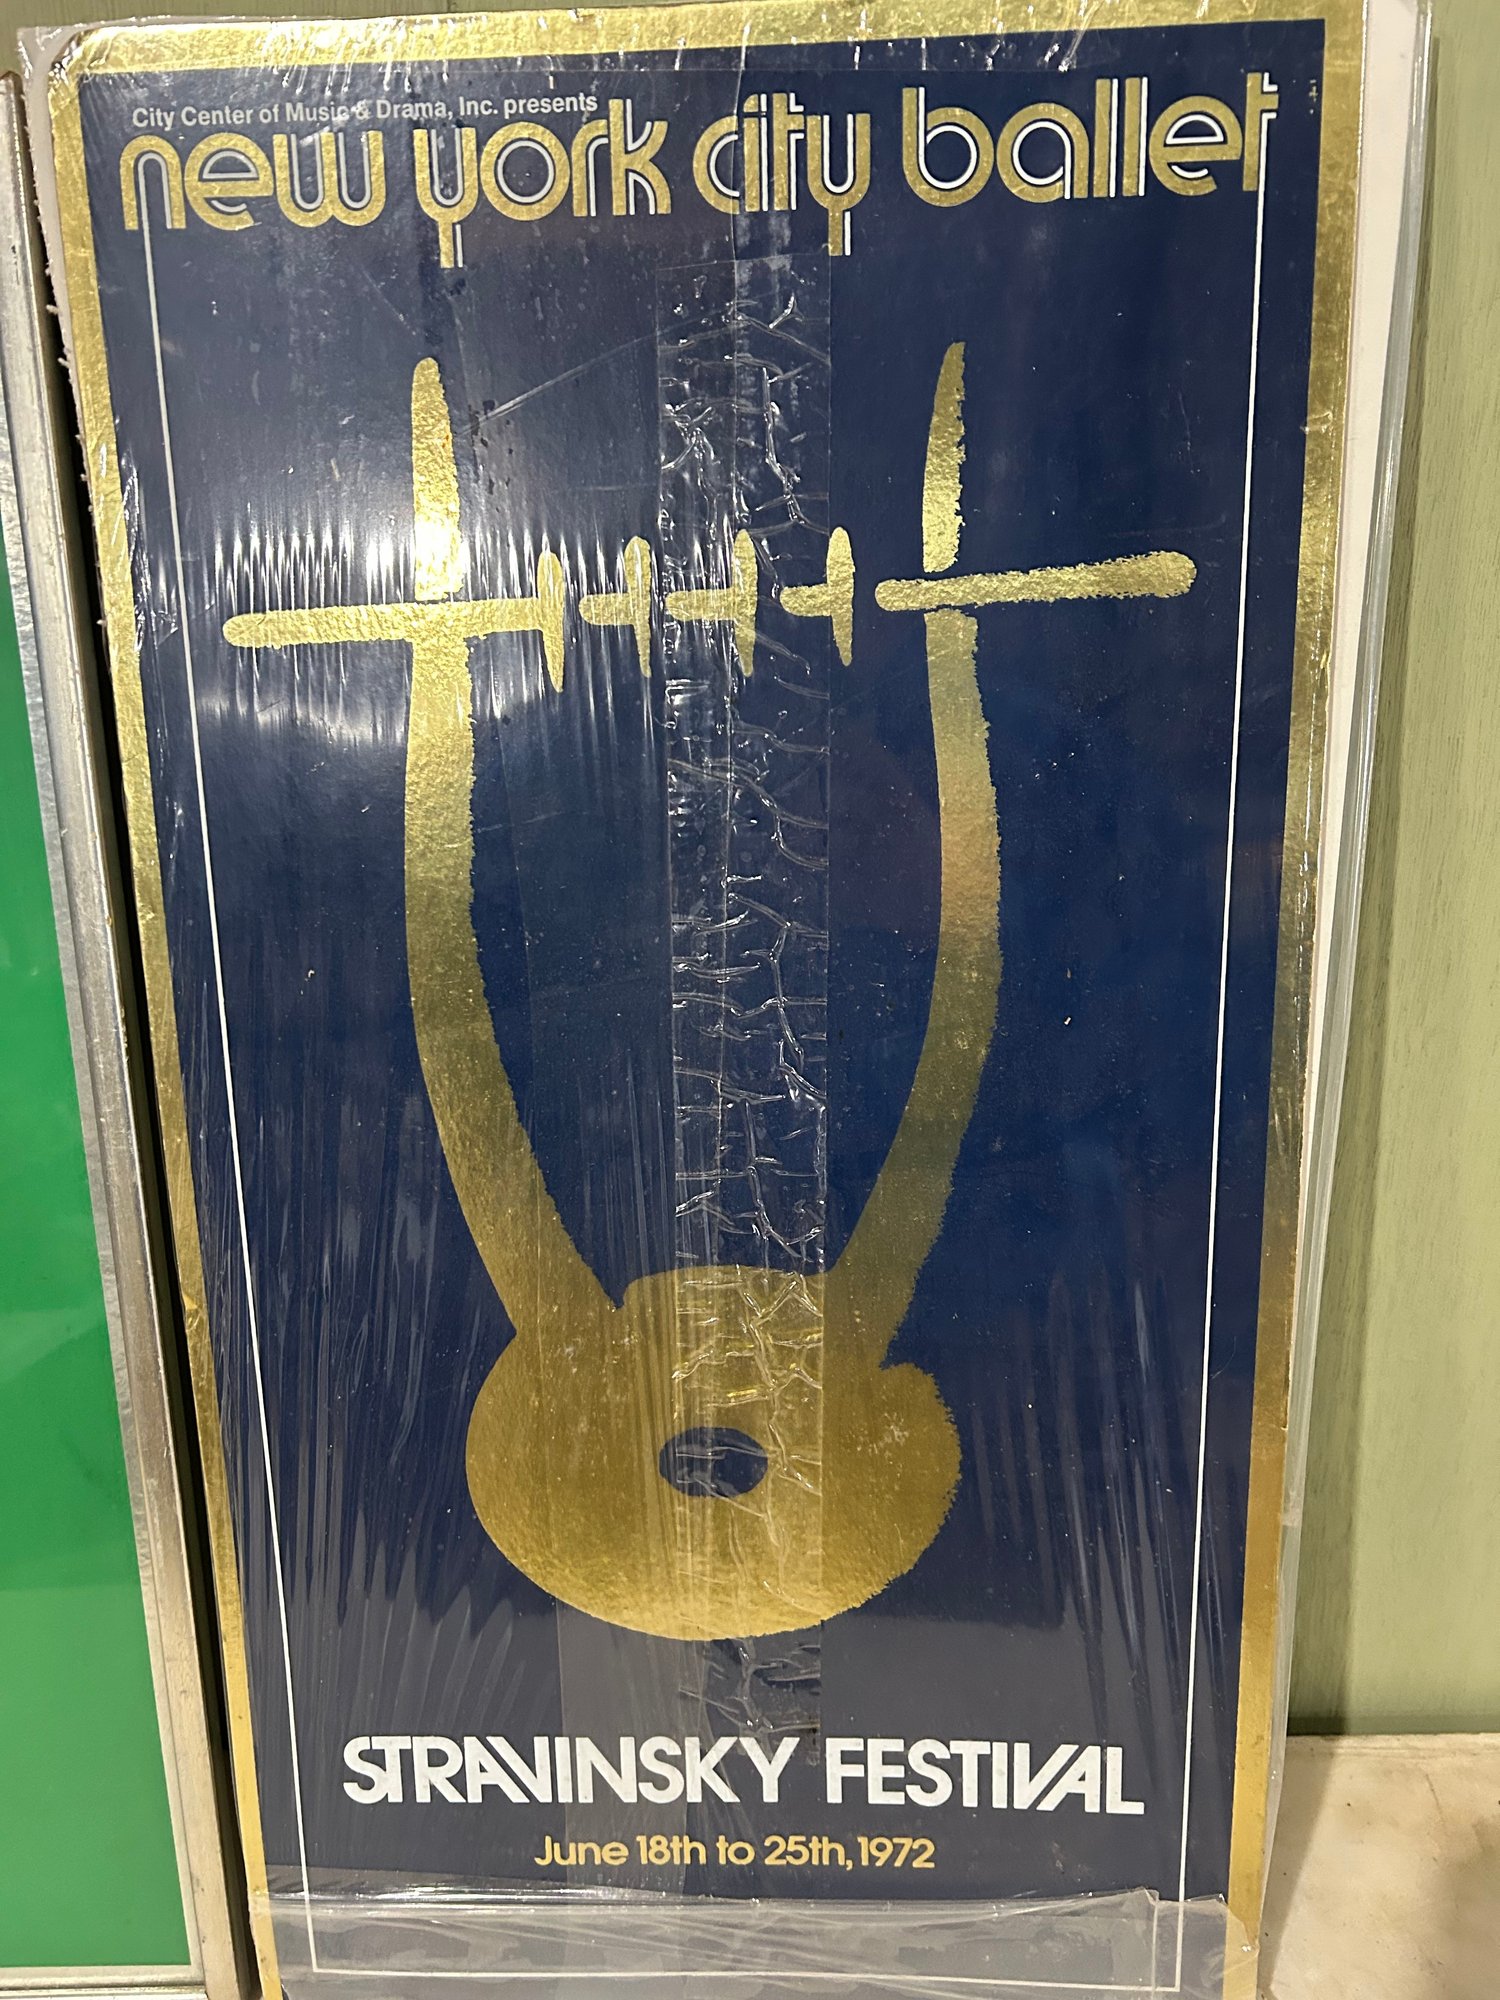 City Center of Music & Drama, Inc. presents
new york city ballet
STRAVINSKY FESTIVAL
June 18th to 25th, 1972